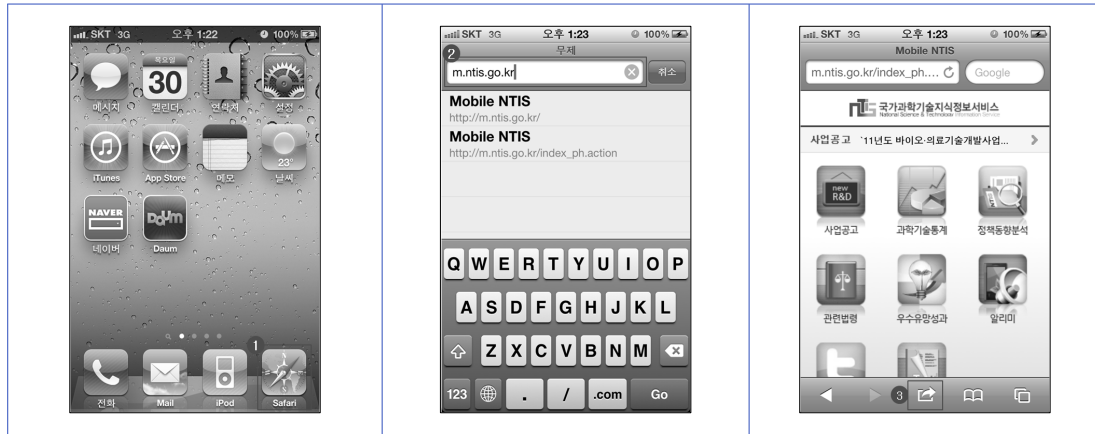 SKT 3G 오후 1:22 100%
목요일
30
메시지 캘린더 연락처 설정
23°
iTunes App Store 메모 날씨
NAVER Daum
네이버 Daum
1
전화 Mail iPod Safari
SKT 3G 오후 1:23 100%
무제
2
m.ntis.go.kr 취소
Mobile NTIS
http://m.ntis.go.kr/
Mobile NTIS
http://m.ntis.go.kr/index_ph.action
Q W E R T Y U I O P
A S D F G H J K L
Z X C V B N M
123 . / .com Go
SKT 3G 오후 1:23 100%
Mobile NTIS
m.ntis.go.kr/index_ph.... Google
NTIS 국가과학기술지식정보서비스
National Science & Technology Information Service
사업공고 `11년도 바이오·의료기술개발사업...
new
R&D
사업공고 과학기술통계 정책동향분석
관련법령 우수유망성과 알리미
3